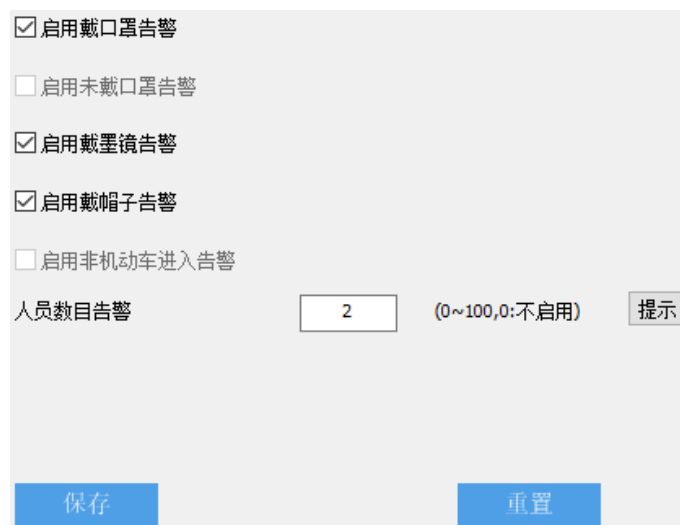 启用戴口罩告警
启用未戴口罩告警
启用戴墨镜告警
启用戴帽子告警
启用非机动车进入告警
人员数目告警 2 (0~100,0:不启用) 提示
保存 重置